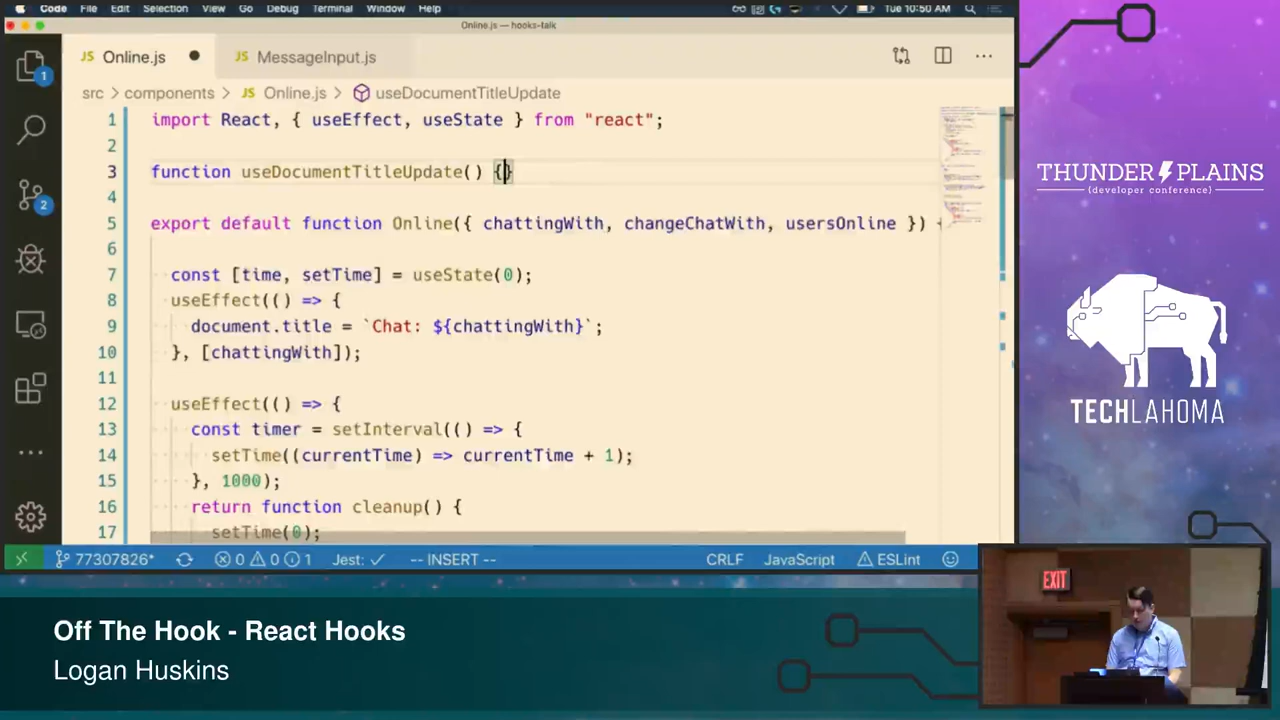 Code File Edit Selection View Go Debug Terminal Window Help
Tue 10:50 AM
Online.js — hooks-talk
JS Online.js
JS MessageInput.js
src > components > JS Online.js > useDocumentTitleUpdate
1 import React, { useEffect, useState } from "react";
2
3 function useDocumentTitleUpdate() {}
4
5 export default function Online({ chattingWith, changeChatWith, usersOnline }) {
6
7 const [time, setTime] = useState(0);
8 useEffect(() => {
9 document.title = `Chat: ${chattingWith}`;
10 }, [chattingWith]);
11
12 useEffect(() => {
13 const timer = setInterval(() => {
14 setTime((currentTime) => currentTime + 1);
15 }, 1000);
16 return function cleanup() {
17 setTime(0);
1
2
77307826* 0 0 1 Jest: ✓ -- INSERT -- CRLF JavaScript ESLint
THUNDER PLAINS
{developer conference}
TECHLAHOMA
EXIT
Off The Hook - React Hooks
Logan Huskins